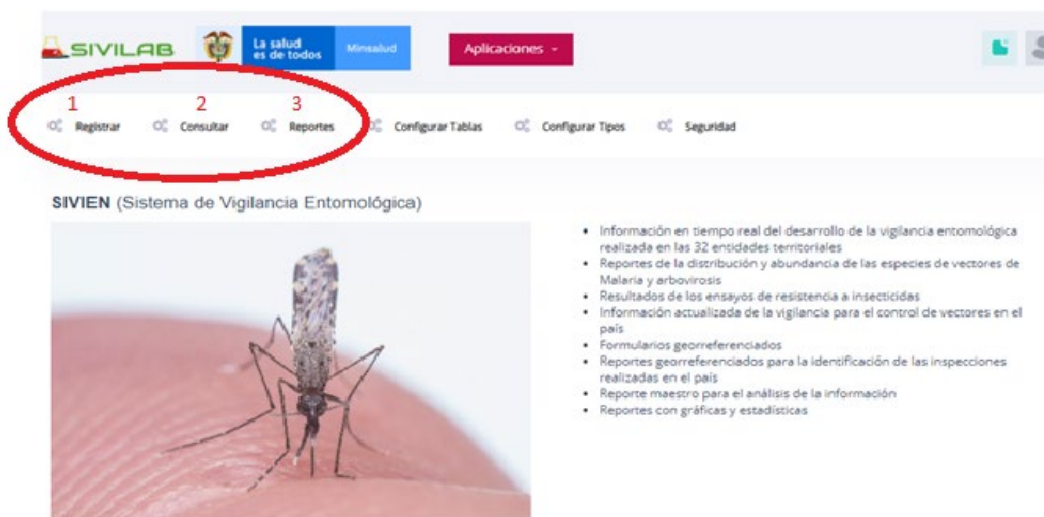 SIVILAB
La salud
es de todos
Minsalud
Aplicaciones
1 2 3
Registrar Consultar Reportes Configurar Tablas Configurar Tipos Seguridad
SIVIEN (Sistema de Vigilancia Entomológica)
• Información en tiempo real del desarrollo de la vigilancia entomológica
realizada en las 32 entidades territoriales
• Reportes de la distribución y abundancia de las especies de vectores de
Malaria y arbovirosis
• Resultados de los ensayos de resistencia a insecticidas
• Información actualizada de la vigilancia para el control de vectores en el
país
• Formularios georreferenciados
• Reportes georreferenciados para la identificación de las inspecciones
realizadas en el país
• Reporte maestro para el análisis de la información
• Reportes con gráficas y estadísticas